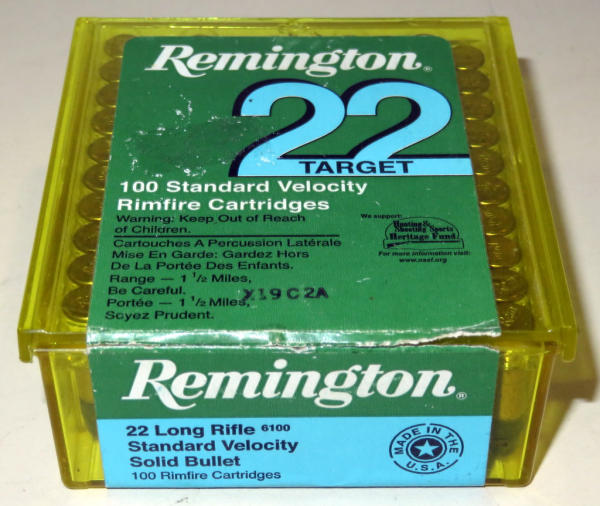 Remington®
22
TARGET
100 Standard Velocity
Rimfire Cartridges
Warning: Keep Out of Reach
of Children.
Cartouches A Percussion Latérale
Mise En Garde: Gardez Hors
De La Portée Des Enfants.
Range — 1 1/2 Miles,
Be Careful.
Portée — 1 1/2 Miles,
Soyez Prudent.
X19C2A
We support:
Hunting &
Shooting Sports
Heritage Fund
For more information visit:
www.nssf.org
Remington®
22 Long Rifle 6100
Standard Velocity
Solid Bullet
100 Rimfire Cartridges
MADE IN THE
U.S.A.